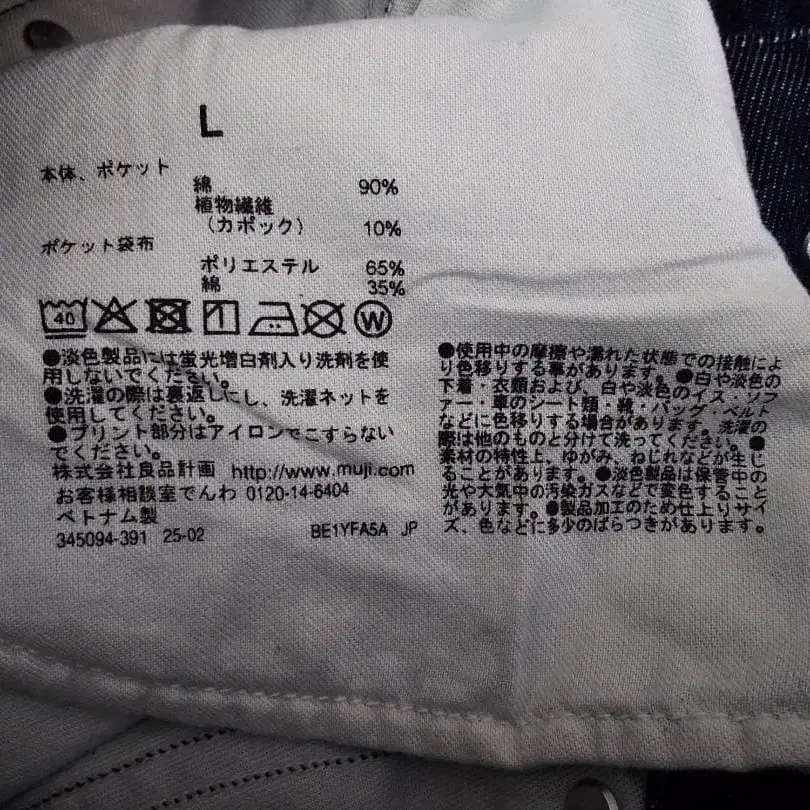 L
本体、ポケット
綿 90%
植物繊維
(カポック) 10%
ポケット袋布
ポリエステル 65%
綿 35%
40
W
●淡色製品には蛍光増白剤入り洗剤を使
用しないでください。
●洗濯の際は裏返しにし、洗濯ネットを
使用してください。
●プリント部分はアイロンでこすらない
でください。
株式会社良品計画 http://www.muji.com
お客様相談室でんわ 0120-14-6404
ベトナム製
345094-391 25-02 BE1YFA5A JP
●使用中の摩擦や濡れた状態での接触によ
り色移りする事があります。●白や淡色の
下着・衣類および、白や淡色のイス・ソフ
ァー・車のシート類・靴・バッグ・ベルト
などに色移りする場合があります。洗濯の
際は他のものと分けて洗ってください。●
素材の特性上、ゆがみ、ねじれなどが生じ
ることがあります。●淡色製品は保管中の
光や大気中の汚染ガスなどで変色すること
があります。●製品加工のため仕上りサイ
ズ、色などに多少のばらつきがあります。